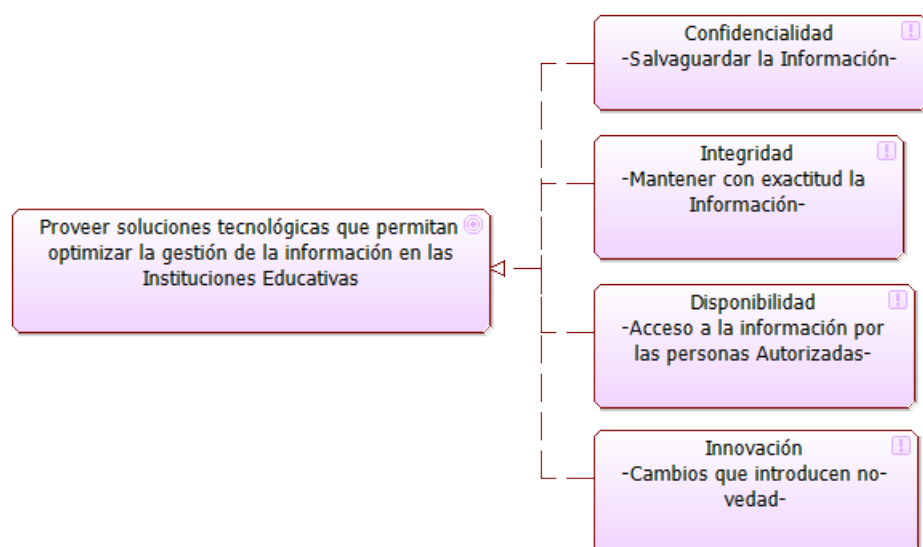 Confidencialidad
-Salvaguardar la Información-
Integridad
-Mantener con exactitud la
Información-
Proveer soluciones tecnológicas que permitan
optimizar la gestión de la información en las
Instituciones Educativas
Disponibilidad
-Acceso a la información por
las personas Autorizadas-
Innovación
-Cambios que introducen no-
vedad-